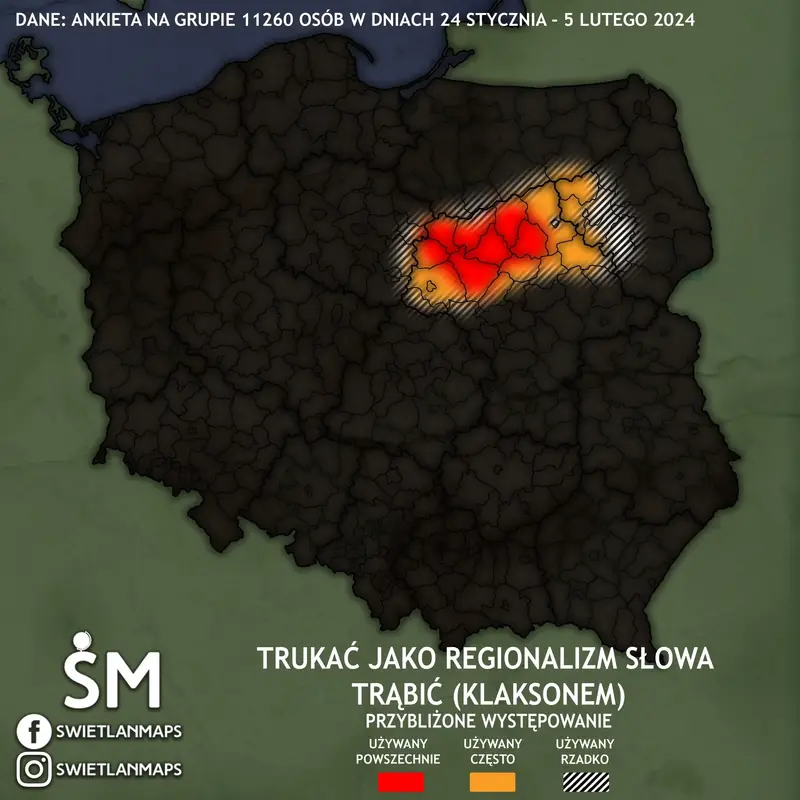 DANE: ANKIETA NA GRUPIE 11260 OSÓB W DNIACH 24 STYCZNIA - 5 LUTEGO 2024
TRUKAĆ JAKO REGIONALIZM SŁOWA
TRĄBIĆ (KLAKSONEM)
PRZYBLIŻONE WYSTĘPOWANIE
UŻYWANY POWSZECHNIE
UŻYWANY CZĘSTO
UŻYWANY RZADKO
ŚM
SWIETLANMAPS
SWIETLANMAPS